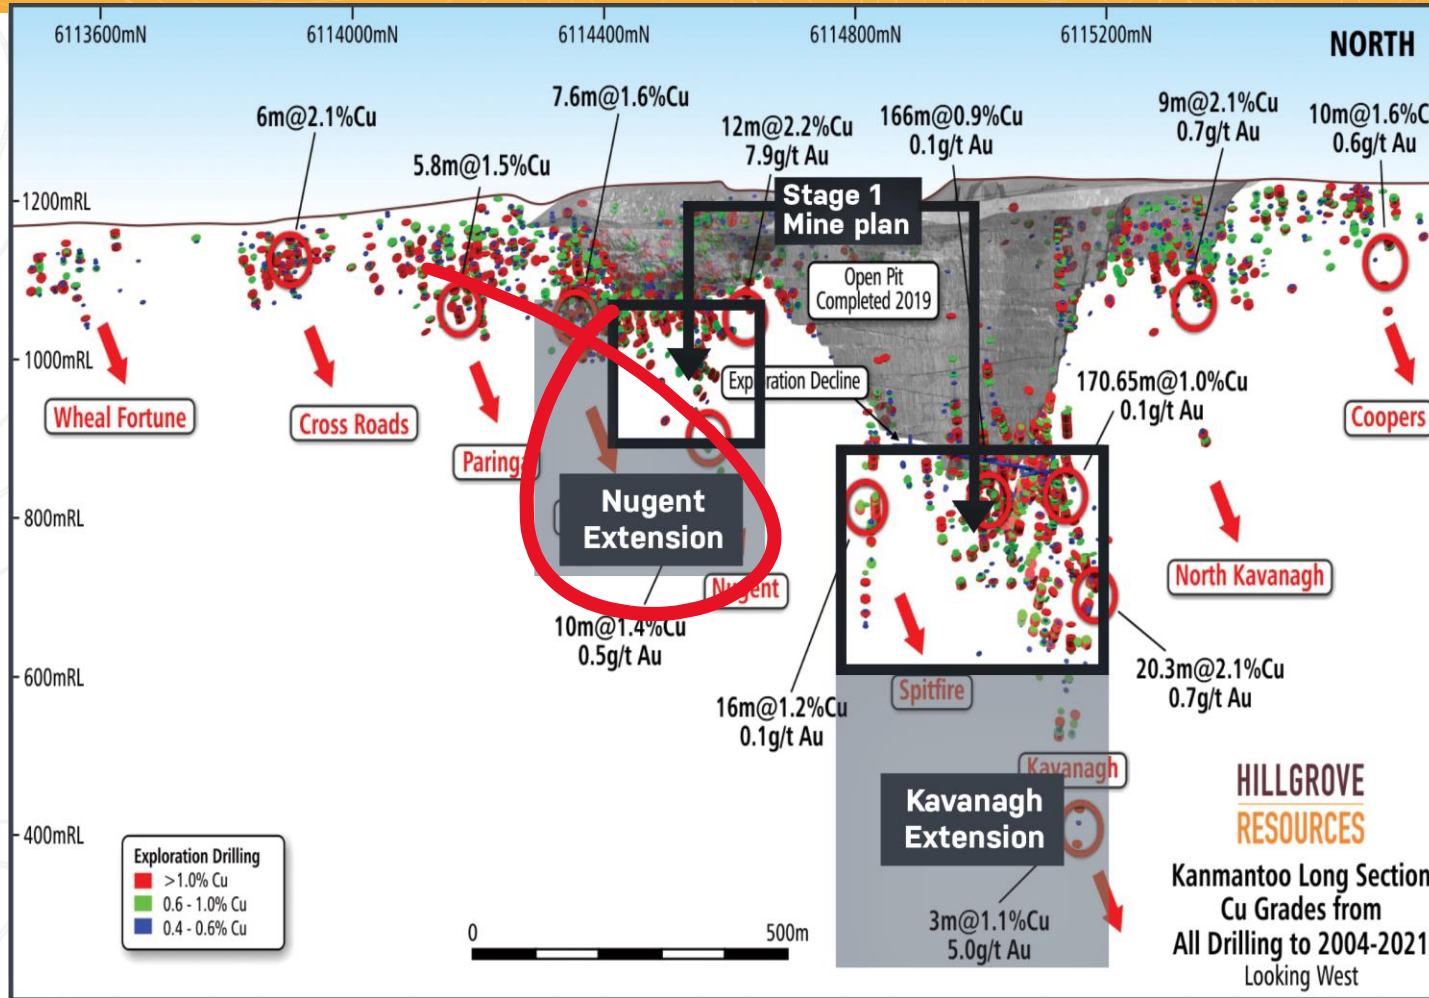 6113600mN
6114000mN
6114400mN
6114800mN
6115200mN
NORTH
6m@2.1%Cu
5.8m@1.5%Cu
7.6m@1.6%Cu
12m@2.2%Cu
7.9g/t Au
166m@0.9%Cu
0.1g/t Au
9m@2.1%Cu
0.7g/t Au
10m@1.6%C
0.6g/t Au
1200mRL
1000mRL
800mRL
600mRL
400mRL
Stage 1
Mine plan
Open Pit
Completed 2019
Exploration Decline
170.65m@1.0%Cu
0.1g/t Au
Wheal Fortune
Cross Roads
Paringa
Coopers
Nugent
Extension
Nugent
North Kavanagh
10m@1.4%Cu
0.5g/t Au
Spitfire
16m@1.2%Cu
0.1g/t Au
20.3m@2.1%Cu
0.7g/t Au
Kavanagh
Kavanagh
Extension
3m@1.1%Cu
5.0g/t Au
Exploration Drilling
>1.0% Cu
0.6 - 1.0% Cu
0.4 - 0.6% Cu
0
500m
HILLGROVE
RESOURCES
Kanmantoo Long Section
Cu Grades from
All Drilling to 2004-2021
Looking West